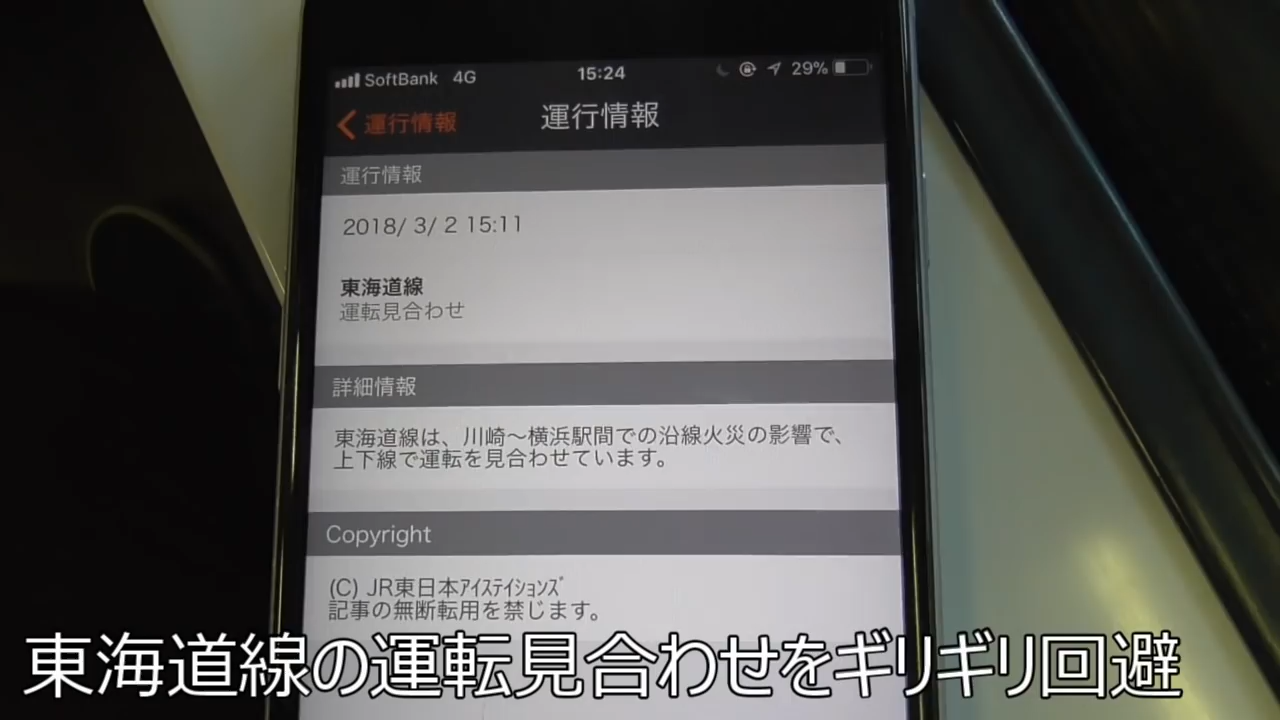 SoftBank 4G 15:24 29%
運行情報 運行情報
運行情報
2018/ 3/ 2 15:11
東海道線
運転見合わせ
詳細情報
東海道線は、川崎〜横浜駅間での沿線火災の影響で、
上下線で運転を見合わせています。
Copyright
(C) JR東日本ｱｲｽﾃｲｼｮﾝｽﾞ
記事の無断転用を禁じます。
東海道線の運転見合わせをギリギリ回避